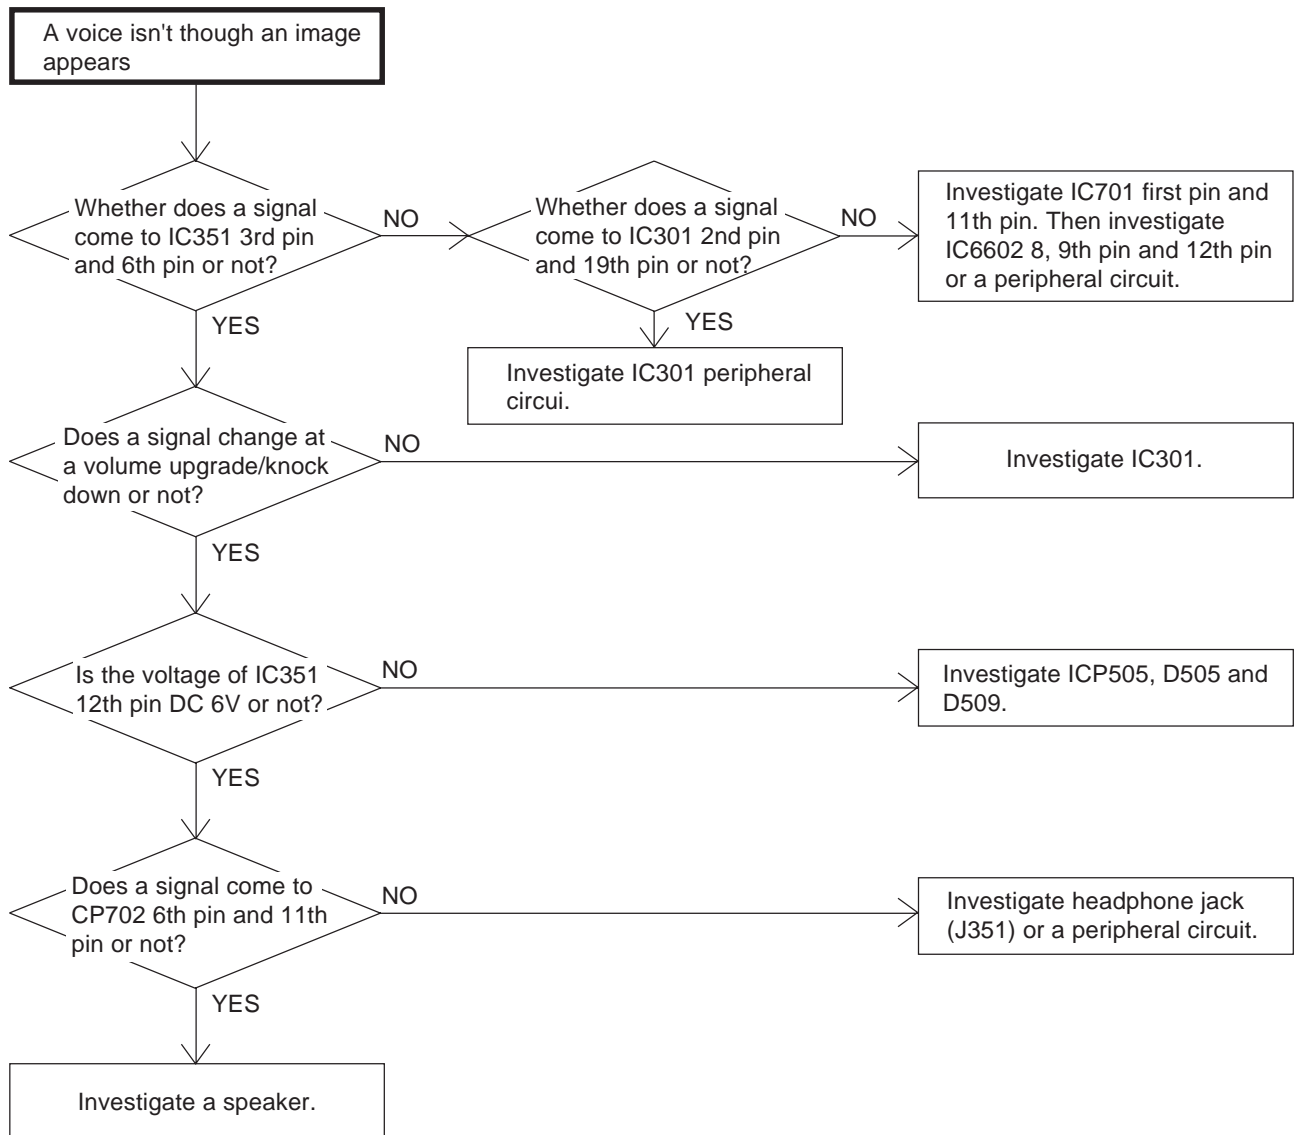 A voice isn't though an image
appears
Whether does a signal
come to IC351 3rd pin
and 6th pin or not?
NO
Whether does a signal
come to IC301 2nd pin
and 19th pin or not?
NO
Investigate IC701 first pin and
11th pin. Then investigate
IC6602 8, 9th pin and 12th pin
or a peripheral circuit.
YES
YES
Investigate IC301 peripheral
circui.
Does a signal change at
a volume upgrade/knock
down or not?
NO
Investigate IC301.
YES
Is the voltage of IC351
12th pin DC 6V or not?
NO
Investigate ICP505, D505 and
D509.
YES
Does a signal come to
CP702 6th pin and 11th
pin or not?
NO
Investigate headphone jack
(J351) or a peripheral circuit.
YES
Investigate a speaker.